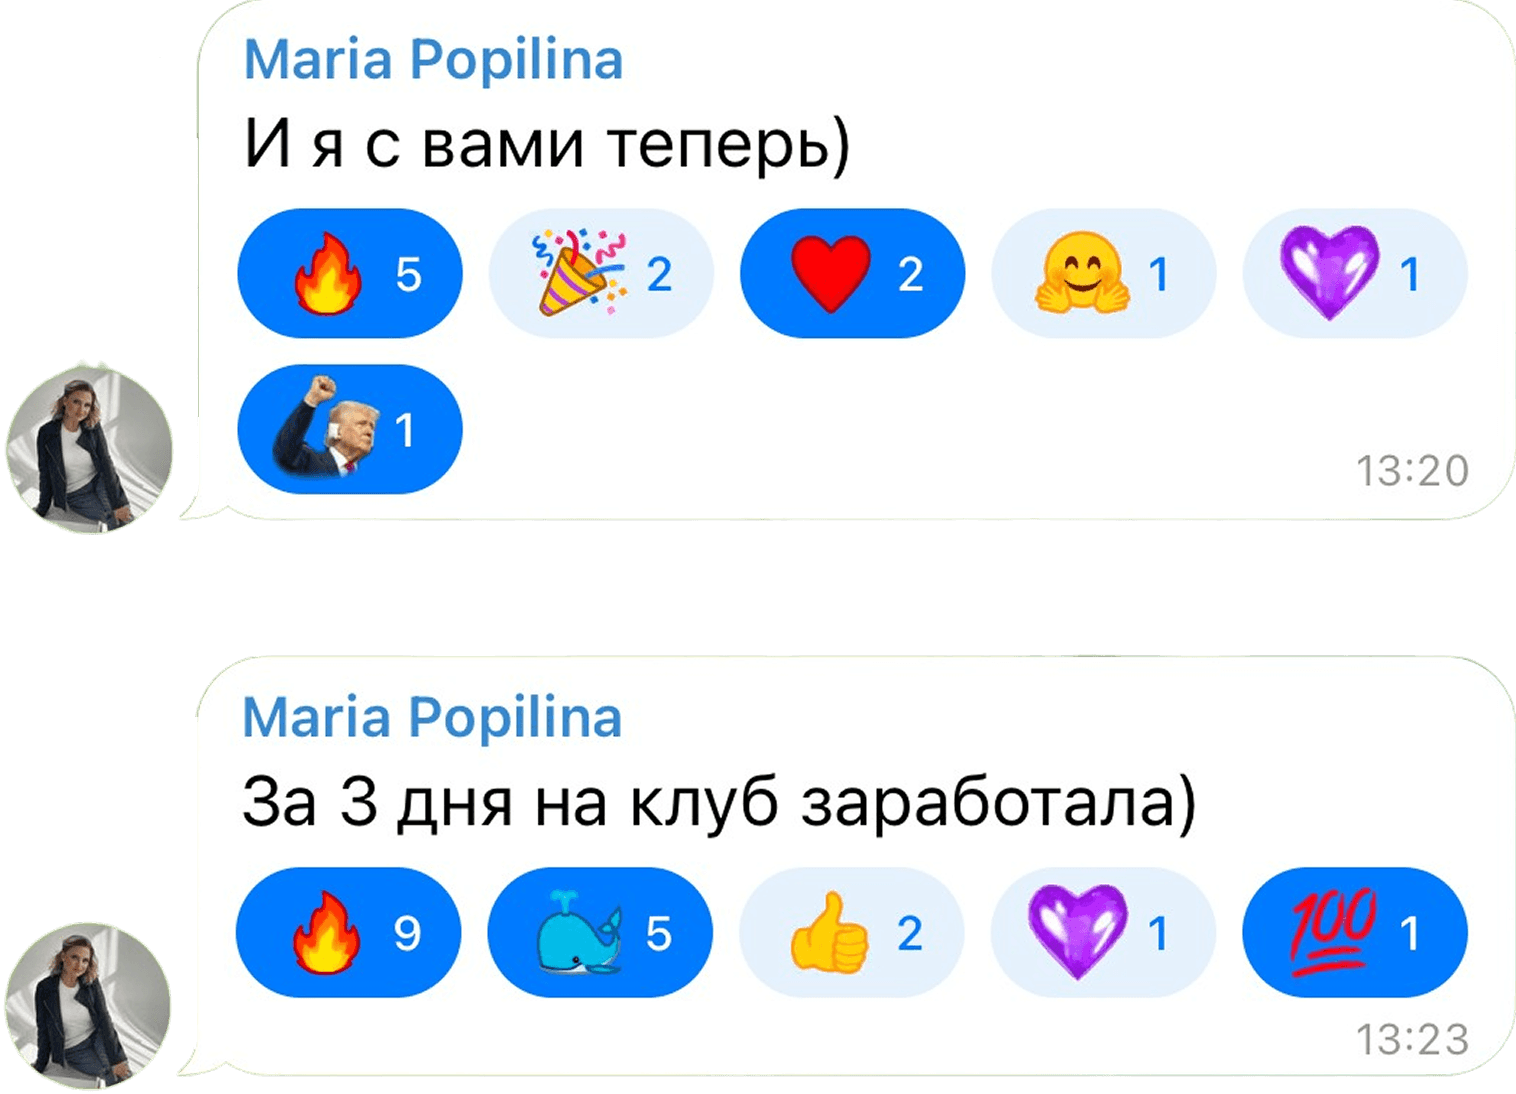 Maria Popilina
И я с вами теперь)
5 2 2 1 1
1
13:20
Maria Popilina
За 3 дня на клуб заработала)
9 5 2 1 💯 1
13:23